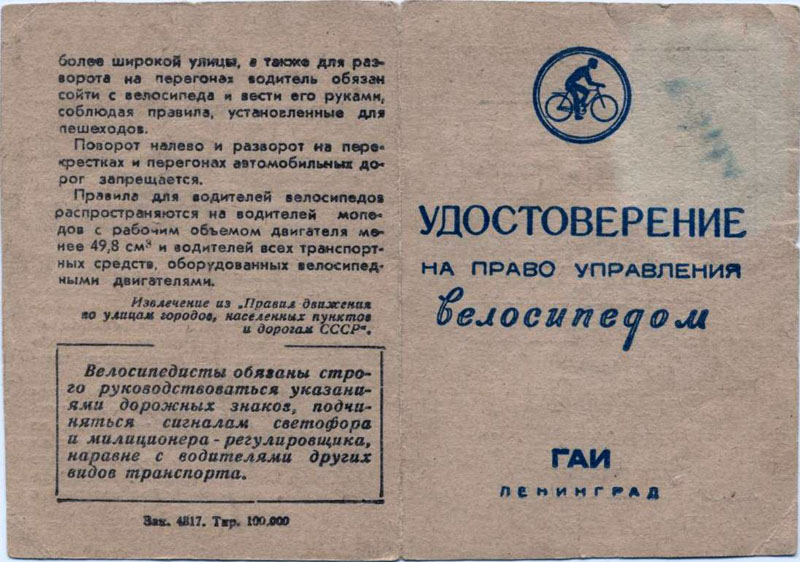 более широкой улицы, а также для раз-
ворота на перегонах водитель обязан
сойти с велосипеда и вести его руками,
соблюдая правила, установленные для
пешеходов.
Поворот налево и разворот на пере-
крестках и перегонах автомобильных до-
рог запрещается.
Правила для водителей велосипедов
распространяются на водителей мопе-
дов с рабочим объемом двигателя ме-
нее 49,8 см³ и водителей всех транспорт-
ных средств, оборудованных велосипед-
ными двигателями.
Извлечение из „Правил движения
по улицам городов, населенных пунктов
и дорогам СССР“.
Велосипедисты обязаны стро-
го руководствоваться указани-
ями дорожных знаков, подчи-
няться сигналам светофора
и милиционера-регулировщика,
наравне с водителями других
видов транспорта.
Зак. 4817. Тир. 100,000
УДОСТОВЕРЕНИЕ
НА ПРАВО УПРАВЛЕНИЯ
велосипедом
ГАИ
ЛЕНИНГРАД